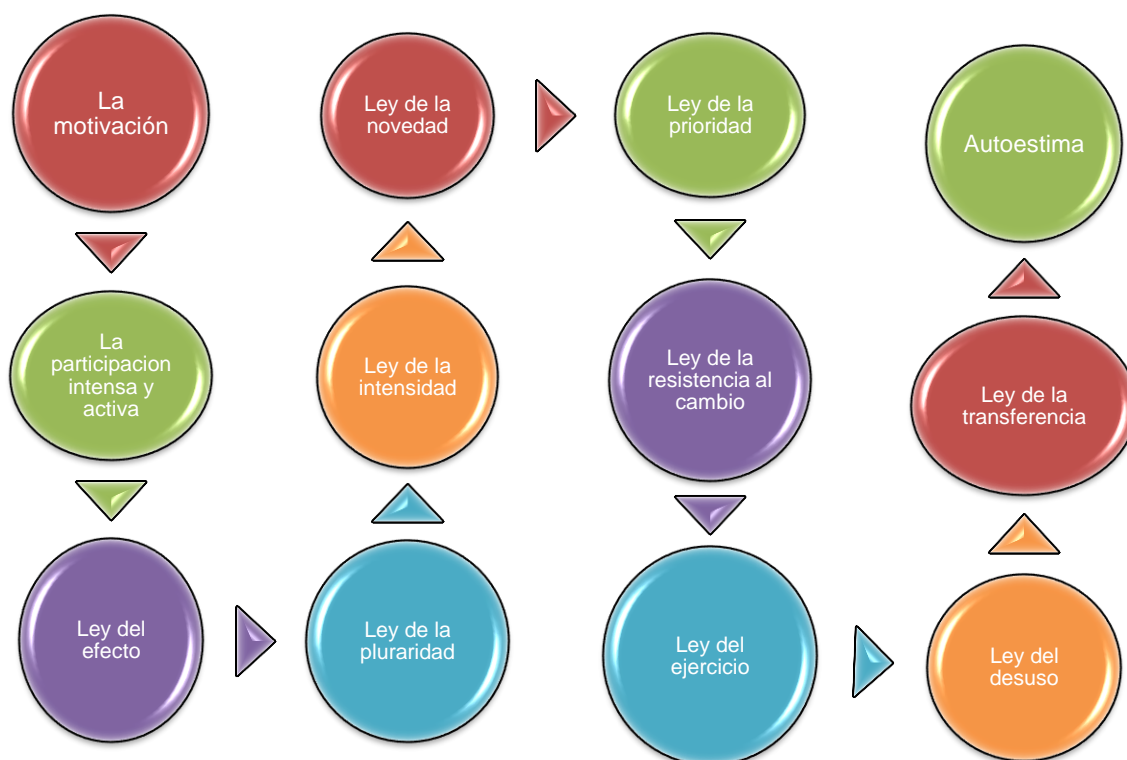 La
motivación
La
participacion
intensa y
activa
Ley del
efecto
Ley de la
pluraridad
Ley de la
intensidad
Ley de la
novedad
Ley de la
prioridad
Ley de la
resistencia al
cambio
Ley del
ejercicio
Ley del
desuso
Ley de la
transferencia
Autoestima